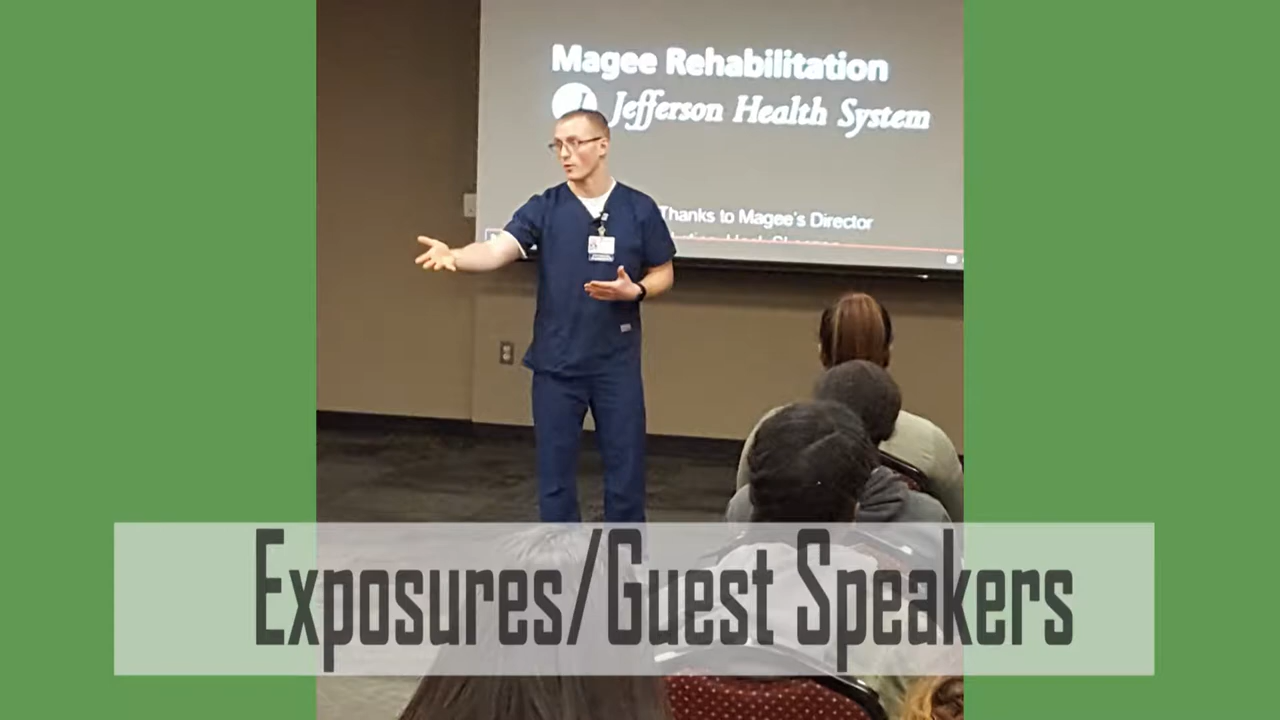 Magee Rehabilitation
Jefferson Health System
Thanks to Magee's Director
Exposures/Guest Speakers